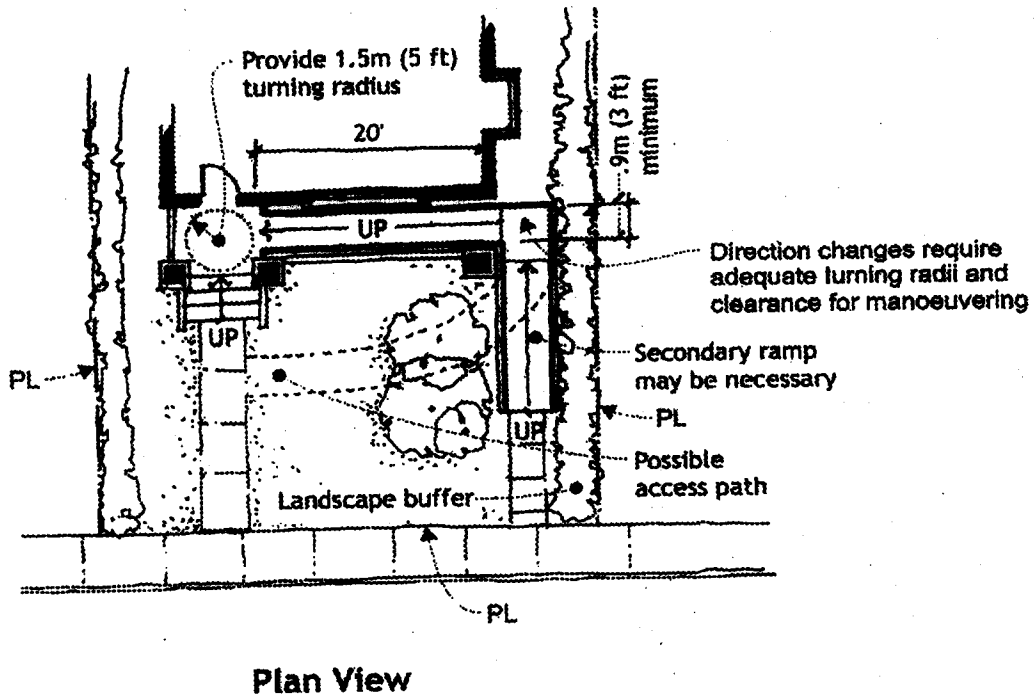 Provide 1.5m (5 ft)
turning radius
20'
.9m (3 ft)
minimum
UP
Direction changes require
adequate turning radii and
clearance for manoeuvering
UP
Secondary ramp
may be necessary
PL
PL
UP
Possible
access path
Landscape buffer
PL
Plan View